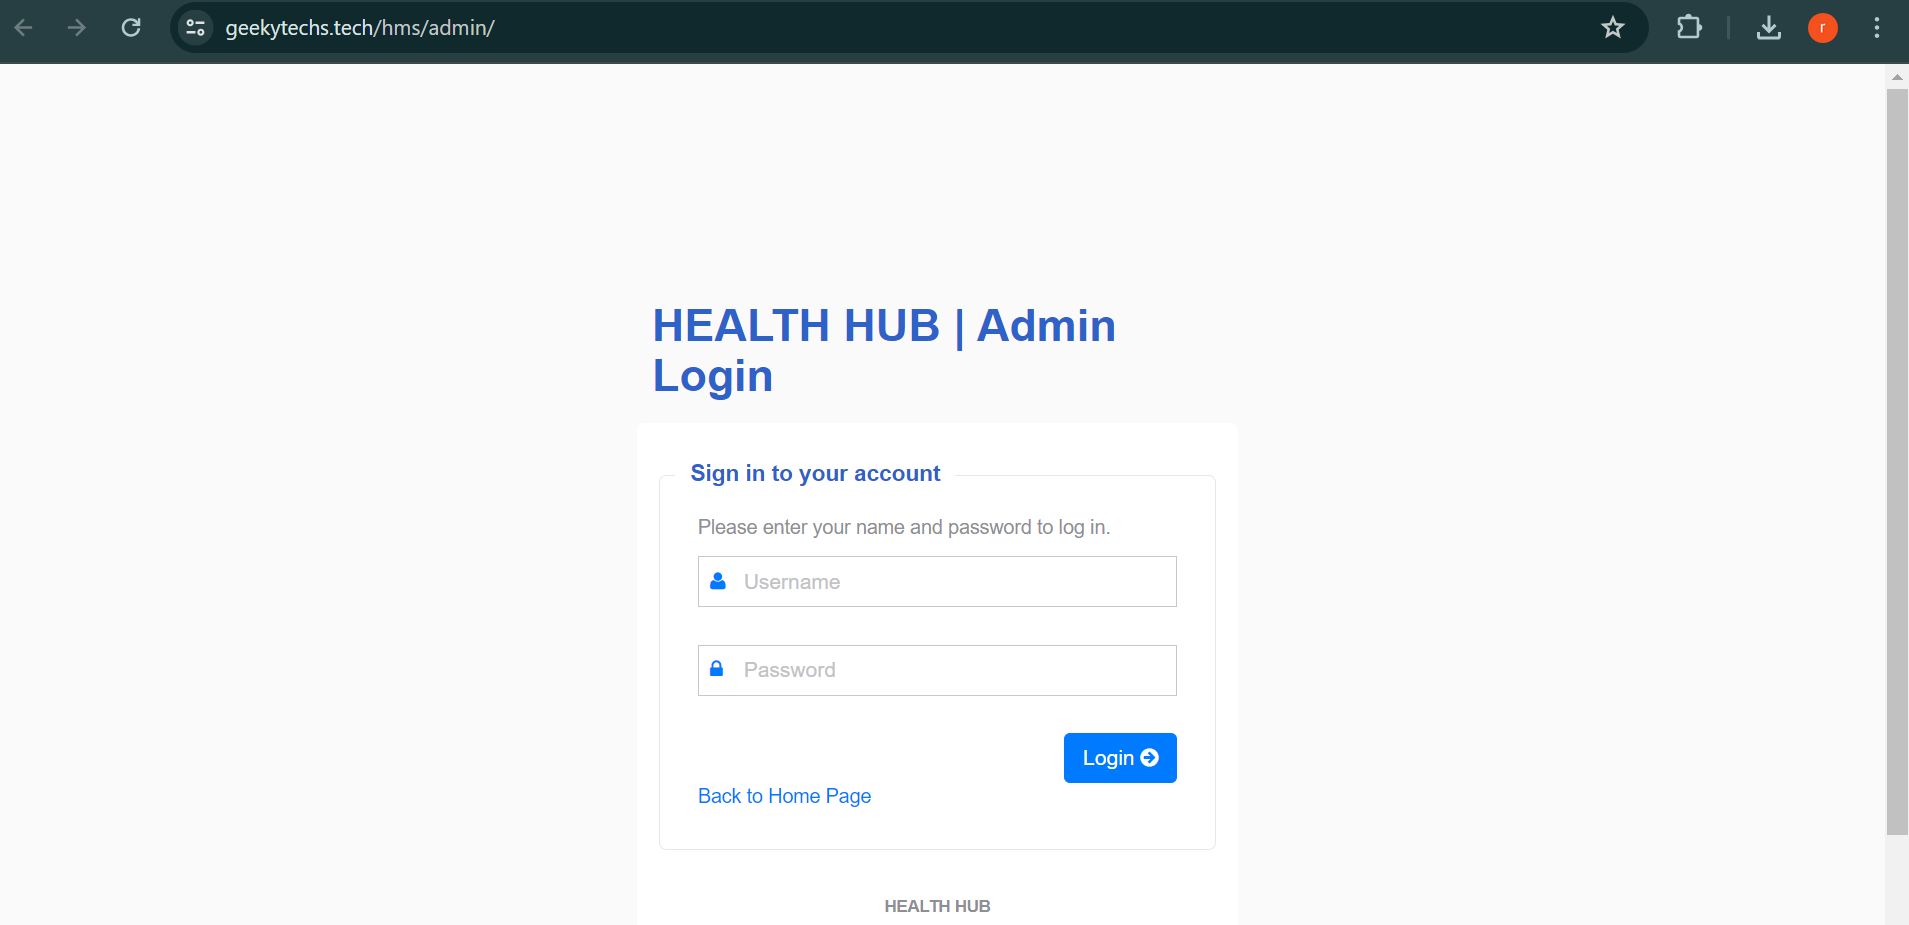 geekytechs.tech/hms/admin/
r
HEALTH HUB | Admin
Login
Sign in to your account
Please enter your name and password to log in.
Username
Password
Login
Back to Home Page
HEALTH HUB